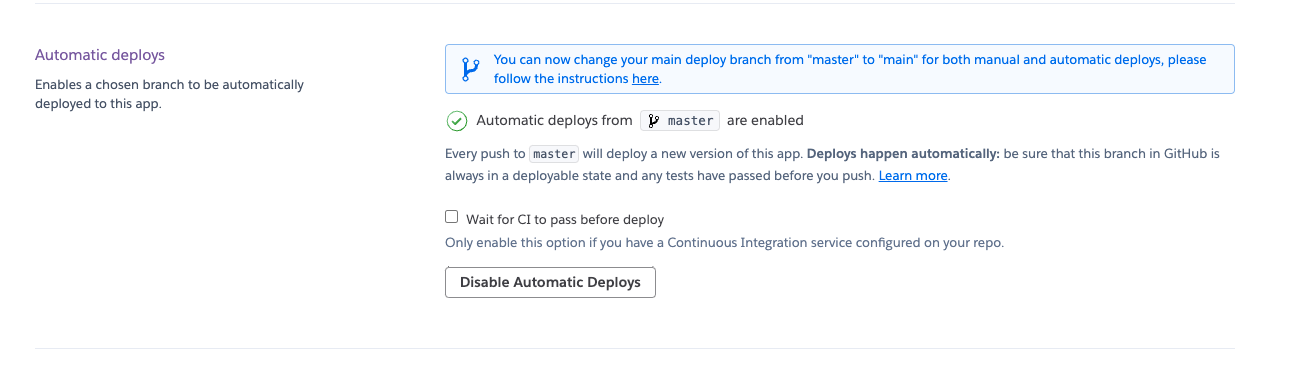 Automatic deploys
Enables a chosen branch to be automatically
deployed to this app.
You can now change your main deploy branch from "master" to "main" for both manual and automatic deploys, please
follow the instructions here.
Automatic deploys from master are enabled
Every push to master will deploy a new version of this app. Deploys happen automatically: be sure that this branch in GitHub is
always in a deployable state and any tests have passed before you push. Learn more.
Wait for CI to pass before deploy
Only enable this option if you have a Continuous Integration service configured on your repo.
Disable Automatic Deploys